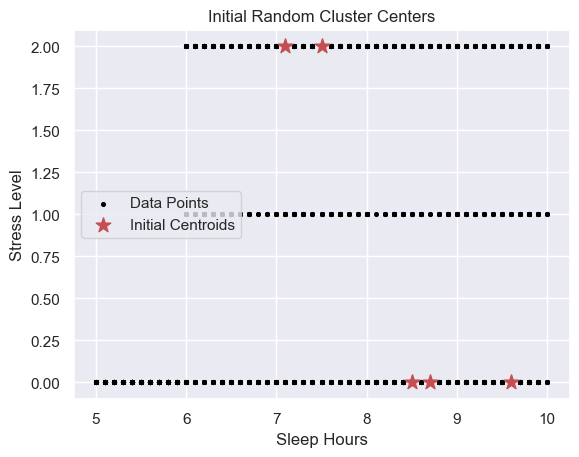 Initial Random Cluster Centers
2.00
1.75
1.50
1.25
1.00
0.75
0.50
0.25
0.00
Stress Level
Data Points
Initial Centroids
5 6 7 8 9 10
Sleep Hours